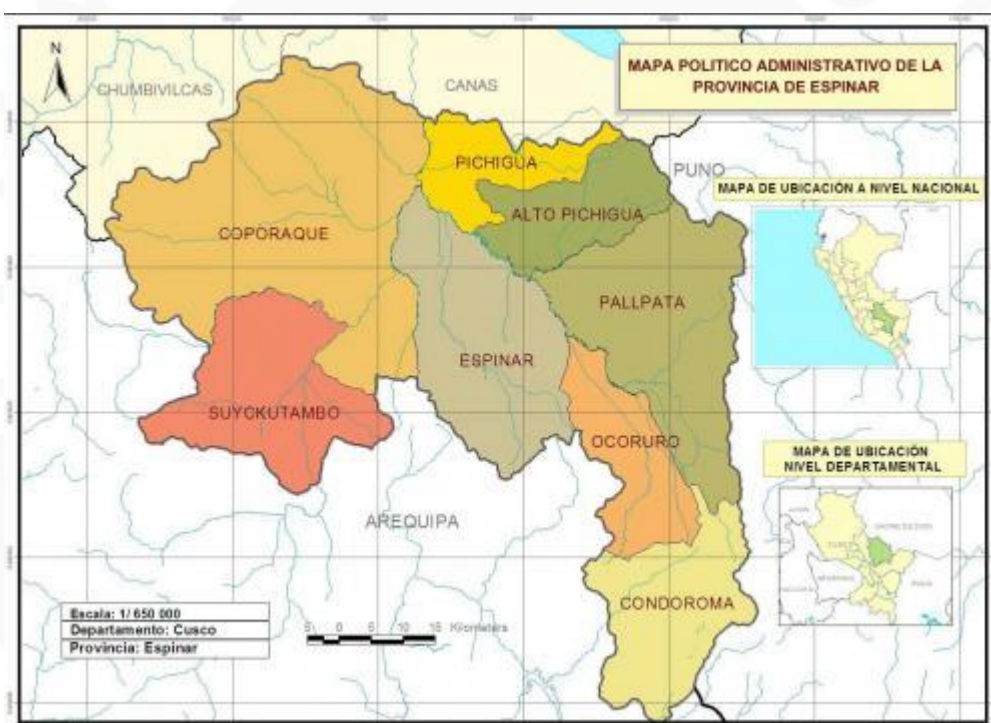 MAPA POLITICO ADMINISTRATIVO DE LA
PROVINCIA DE ESPINAR
N
CHUMBIVILCAS
CANAS
PICHIGUA
PUNO
MAPA DE UBICACIÓN A NIVEL NACIONAL
ALTO PICHIGUA
COPORAQUE
PALLPATA
ESPINAR
SUYCKUTAMBO
OCORURO
MAPA DE UBICACIÓN
NIVEL DEPARTAMENTAL
AREQUIPA
CONDOROMA
Escala: 1/ 650 000
Departamento: Cusco
Provincia: Espinar
5 0 5 10 15 Kilometers